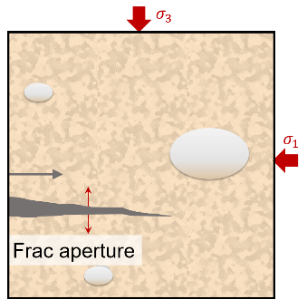 σ₃
σ₁
Frac aperture